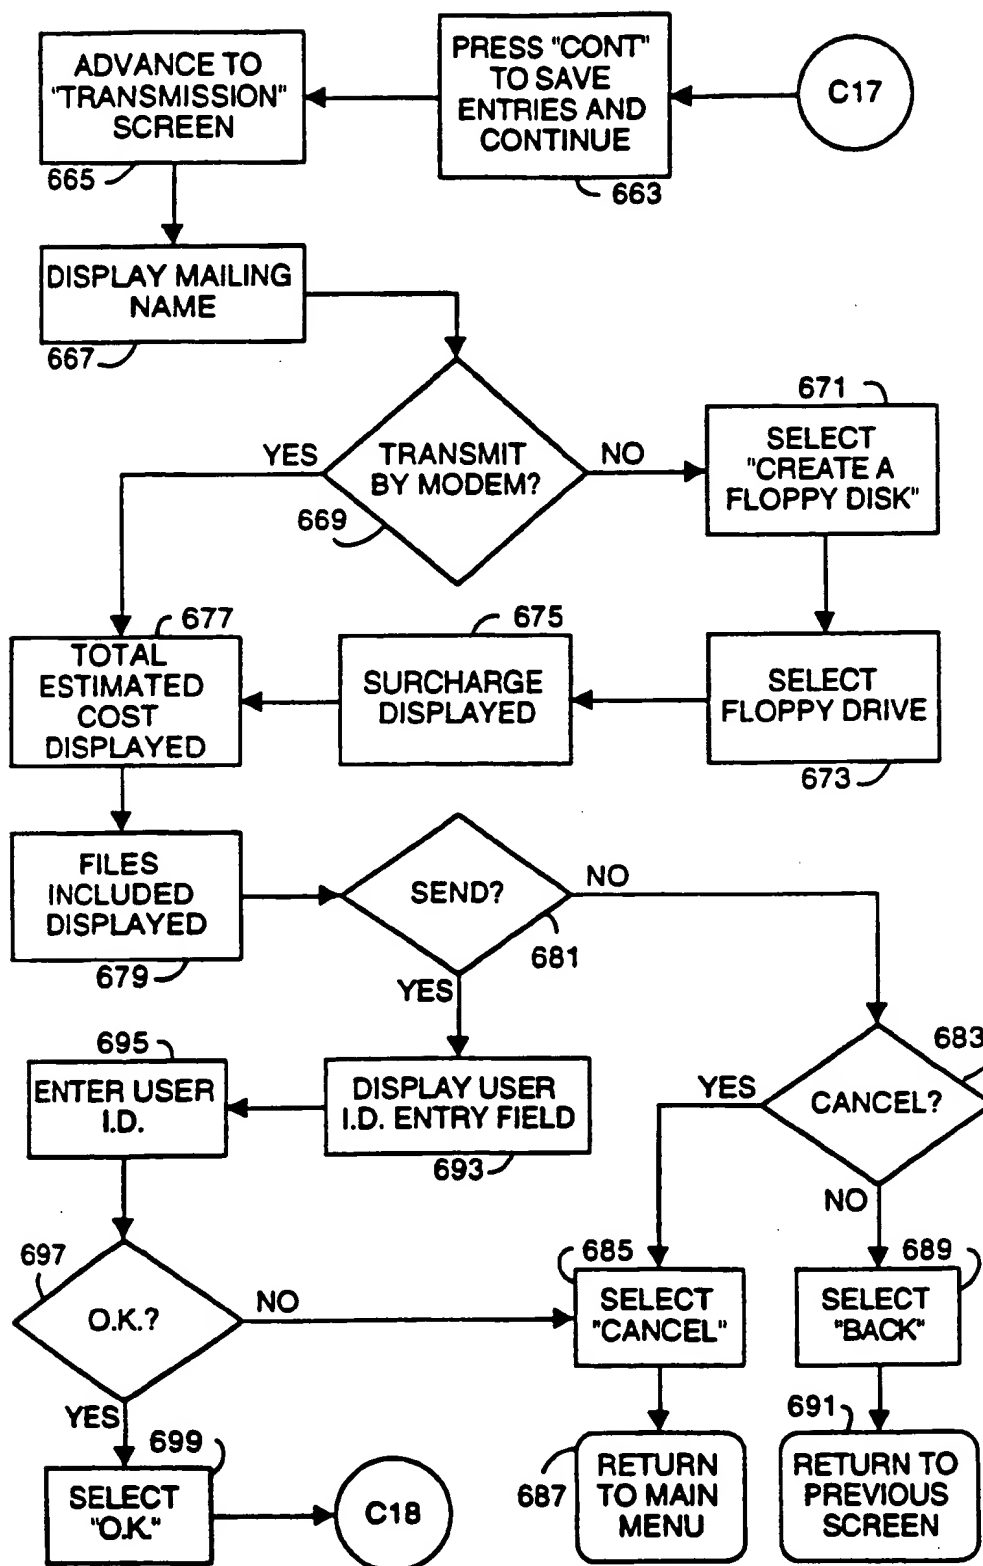 ADVANCE TO
"TRANSMISSION"
SCREEN
665
PRESS "CONT"
TO SAVE
ENTRIES AND
CONTINUE
663
C17
DISPLAY MAILING
NAME
667
TRANSMIT
BY MODEM?
669
YES
NO
671
SELECT
"CREATE A
FLOPPY DISK"
677
TOTAL
ESTIMATED
COST
DISPLAYED
675
SURCHARGE
DISPLAYED
SELECT
FLOPPY DRIVE
673
FILES
INCLUDED
DISPLAYED
679
SEND?
681
NO
YES
695
ENTER USER
I.D.
DISPLAY USER
I.D. ENTRY FIELD
693
683
CANCEL?
YES
NO
697
O.K.?
NO
YES
685
SELECT
"CANCEL"
689
SELECT
"BACK"
699
SELECT
"O.K."
C18
687
RETURN
TO MAIN
MENU
691
RETURN TO
PREVIOUS
SCREEN